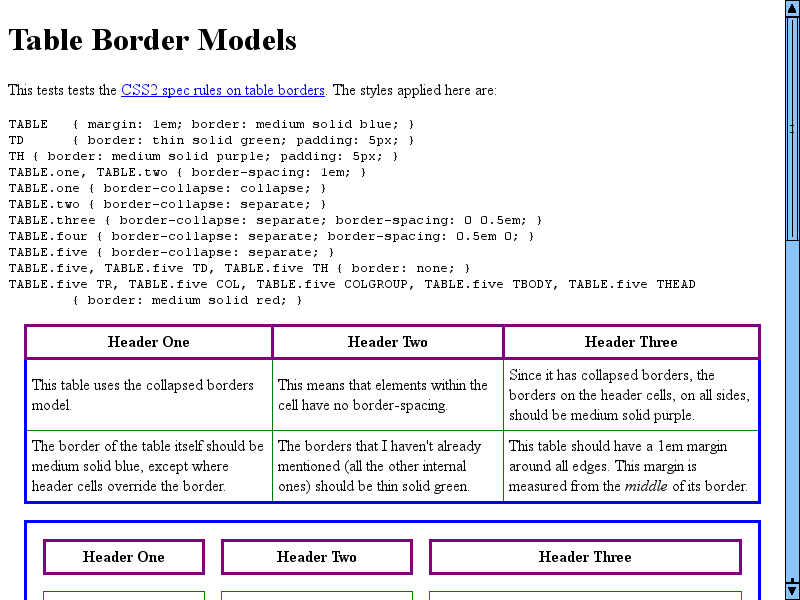 Table Border Models
This tests tests the CSS2 spec rules on table borders. The styles applied here are:
TABLE   { margin: 1em; border: medium solid blue; }
TD      { border: thin solid green; padding: 5px; }
TH { border: medium solid purple; padding: 5px; }
TABLE.one, TABLE.two { border-spacing: 1em; }
TABLE.one { border-collapse: collapse; }
TABLE.two { border-collapse: separate; }
TABLE.three { border-collapse: separate; border-spacing: 0 0.5em; }
TABLE.four { border-collapse: separate; border-spacing: 0.5em 0; }
TABLE.five { border-collapse: separate; }
TABLE.five, TABLE.five TD, TABLE.five TH { border: none; }
TABLE.five TR, TABLE.five COL, TABLE.five COLGROUP, TABLE.five TBODY, TABLE.five THEAD
        { border: medium solid red; }
Header One
Header Two
Header Three
This table uses the collapsed borders
model.
This means that elements within the
cell have no border-spacing.
Since it has collapsed borders, the
borders on the header cells, on all sides,
should be medium solid purple.
The border of the table itself should be
medium solid blue, except where
header cells override the border.
The borders that I haven't already
mentioned (all the other internal
ones) should be thin solid green.
This table should have a 1em margin
around all edges. This margin is
measured from the middle of its border.
Header One
Header Two
Header Three